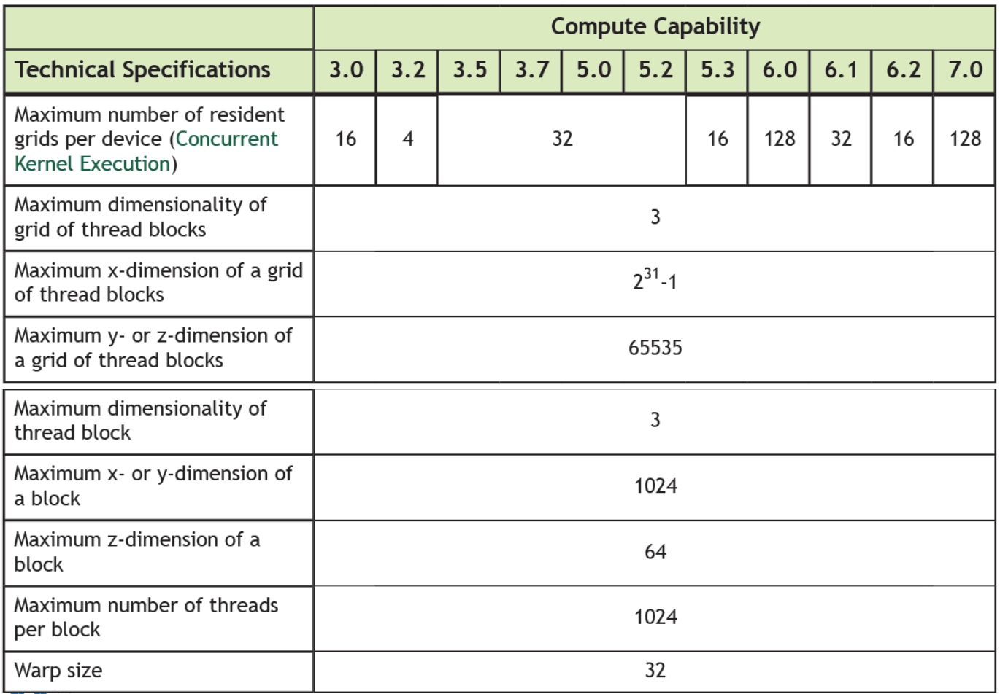 Compute Capability
Technical Specifications 3.0 3.2 3.5 3.7 5.0 5.2 5.3 6.0 6.1 6.2 7.0
Maximum number of resident
grids per device (Concurrent
Kernel Execution)
16 4 32 16 128 32 16 128
Maximum dimensionality of
grid of thread blocks
3
Maximum x-dimension of a grid
of thread blocks
2^31-1
Maximum y- or z-dimension of
a grid of thread blocks
65535
Maximum dimensionality of
thread block
3
Maximum x- or y-dimension of
a block
1024
Maximum z-dimension of a
block
64
Maximum number of threads
per block
1024
Warp size 32